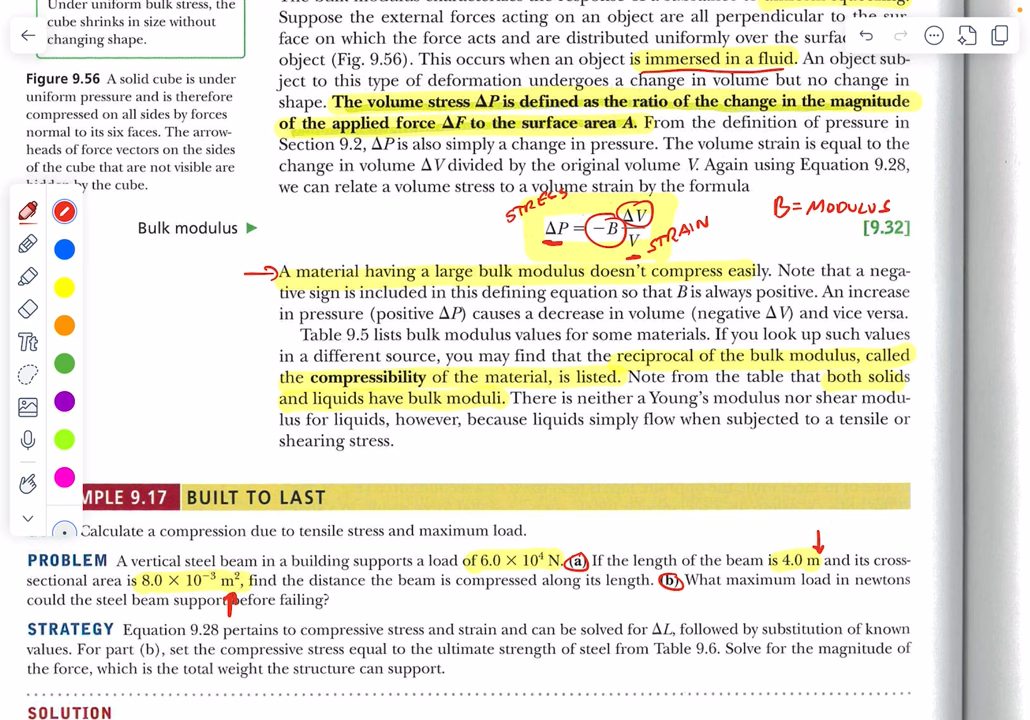 Under uniform bulk stress, the
cube shrinks in size without
changing shape.
Figure 9.56 A solid cube is under
uniform pressure and is therefore
compressed on all sides by forces
normal to its six faces. The arrow-
heads of force vectors on the sides
of the cube that are not visible are
by the cube.
Suppose the external forces acting on an object are all perpendicular to the sur-
face on which the force acts and are distributed uniformly over the
object (Fig. 9.56). This occurs when an object is immersed in a fluid. An object sub-
ject to this type of deformation undergoes a change in volume but no change in
shape. The volume stress ΔP is defined as the ratio of the change in the magnitude
of the applied force ΔF to the surface area A. From the definition of pressure in
Section 9.2, ΔP is also simply a change in pressure. The volume strain is equal to the
change in volume ΔV divided by the original volume V. Again using Equation 9.28,
we can relate a volume stress to a volume strain by the formula
STRESS
B = MODULUS
Bulk modulus ▶ ΔP = −B ΔV/V [9.32]
STRAIN
→ A material having a large bulk modulus doesn't compress easily. Note that a nega-
tive sign is included in this defining equation so that B is always positive. An increase
in pressure (positive ΔP) causes a decrease in volume (negative ΔV) and vice versa.
Table 9.5 lists bulk modulus values for some materials. If you look up such values
in a different source, you may find that the reciprocal of the bulk modulus, called
the compressibility of the material, is listed. Note from the table that both solids
and liquids have bulk moduli. There is neither a Young's modulus nor shear modu-
lus for liquids, however, because liquids simply flow when subjected to a tensile or
shearing stress.
Tt
MPLE 9.17 BUILT TO LAST
Calculate a compression due to tensile stress and maximum load.
PROBLEM A vertical steel beam in a building supports a load of 6.0 × 10⁴ N. (a) If the length of the beam is 4.0 m and its cross-
sectional area is 8.0 × 10⁻³ m², find the distance the beam is compressed along its length. (b) What maximum load in newtons
could the steel beam support before failing?
STRATEGY Equation 9.28 pertains to compressive stress and strain and can be solved for ΔL, followed by substitution of known
values. For part (b), set the compressive stress equal to the ultimate strength of steel from Table 9.6. Solve for the magnitude of
the force, which is the total weight the structure can support.
SOLUTION